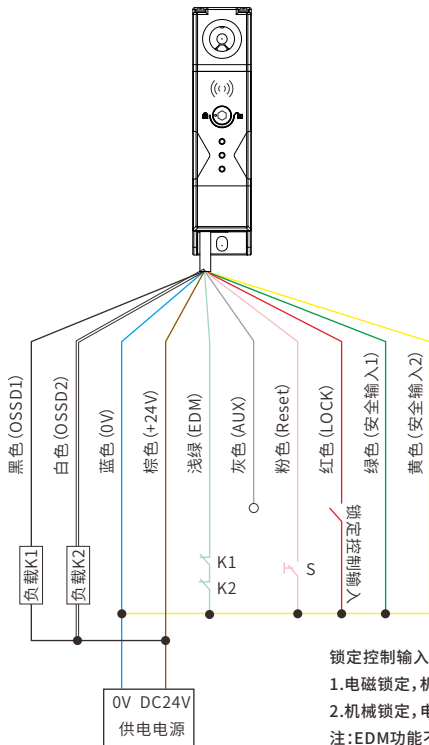 黑色(OSSD1)
白色(OSSD2)
蓝色(0V)
棕色(+24V)
浅绿(EDM)
灰色(AUX)
粉色(Reset)
红色(LOCK)
绿色(安全输入1)
黄色(安全输入2)
负载K1
负载K2
K1
K2
S
锁定控制输入
0V DC24V
供电电源
锁定控制输入
1.电磁锁定,机
2.机械锁定,电
注:EDM功能不